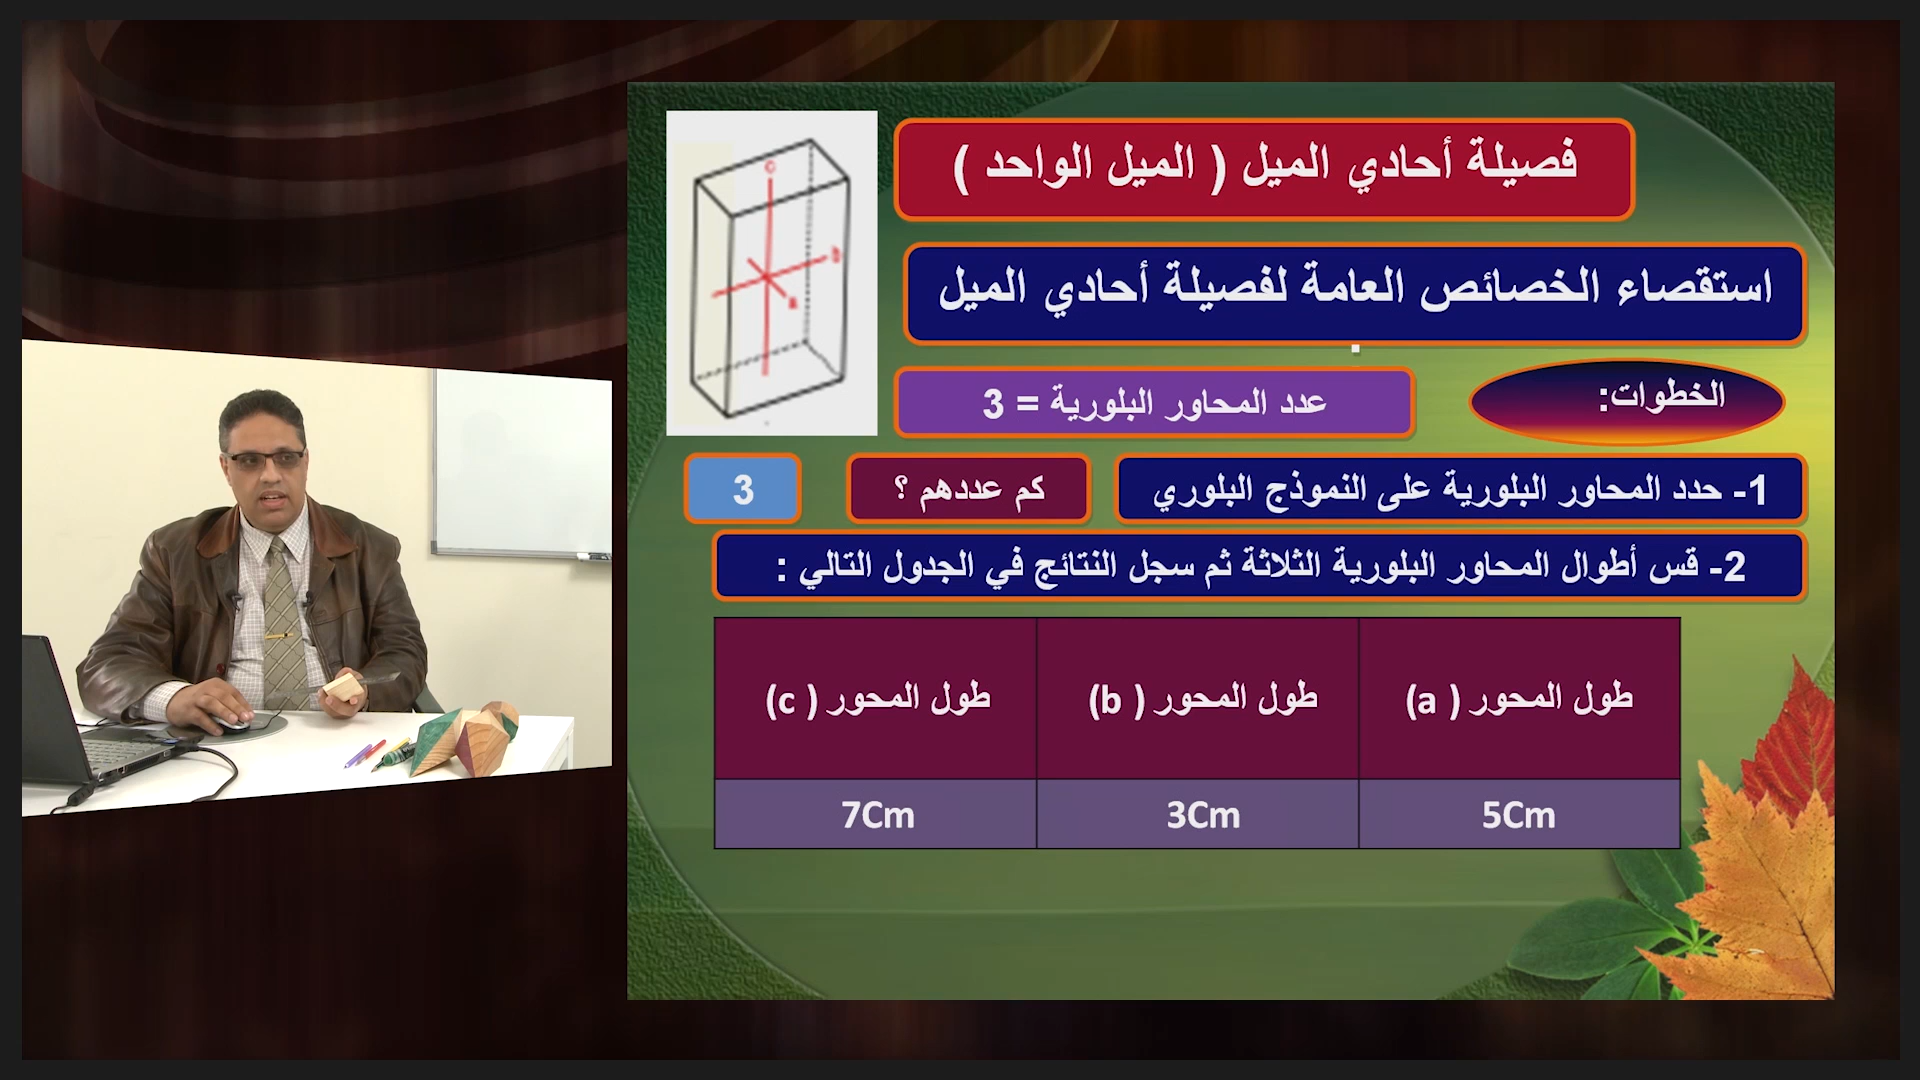 فصيلة أحادي الميل ( الميل الواحد )
استقصاء الخصائص العامة لفصيلة أحادي الميل
.
الخطوات:
عدد المحاور البلورية = 3
1- حدد المحاور البلورية على النموذج البلوري
كم عددهم ؟
3
2- قس أطوال المحاور البلورية الثلاثة ثم سجل النتائج في الجدول التالي :
طول المحور ( a)
طول المحور ( b)
طول المحور ( c)
5Cm
3Cm
7Cm
c
b
a